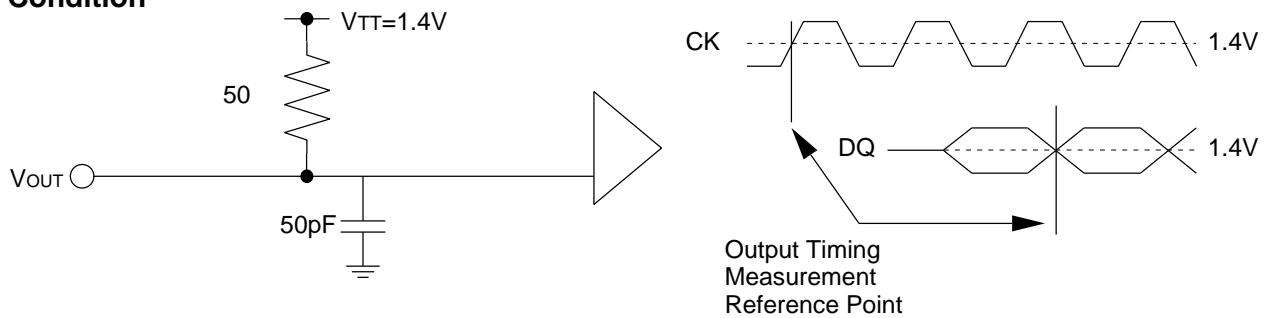 Condition
VTT=1.4V
50
VOUT
50pF
CK
1.4V
DQ
1.4V
Output Timing
Measurement
Reference Point